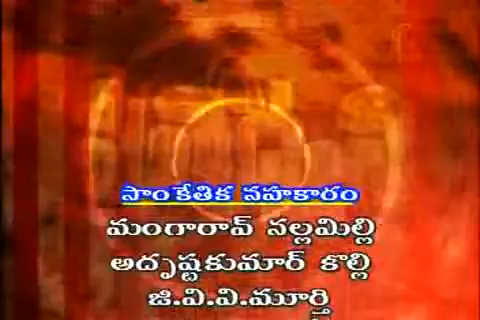 సాంకేతిక సహకారం
మంగారావ్ నల్లమిల్లి
అదృష్టకుమార్ కొల్లి
జి.వి.వి.మూర్తి